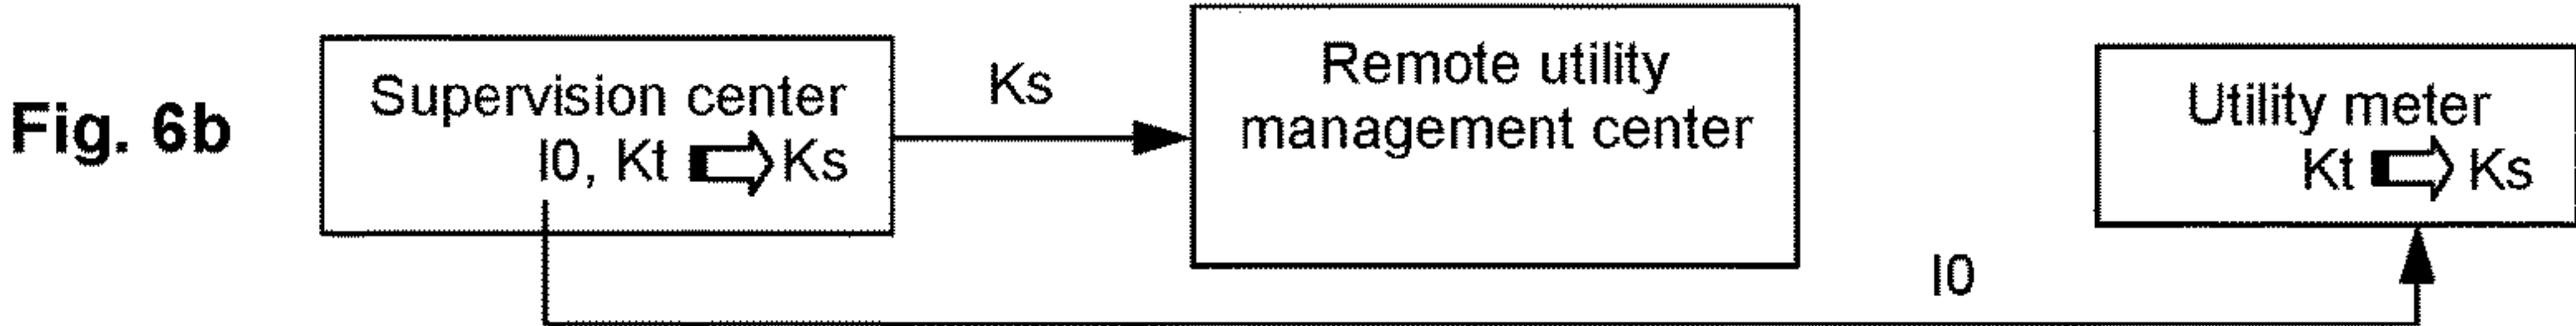 Fig. 6b
Supervision center
I0, Kt ⇨ Ks
Ks
Remote utility
management center
Utility meter
Kt ⇨ Ks
I0